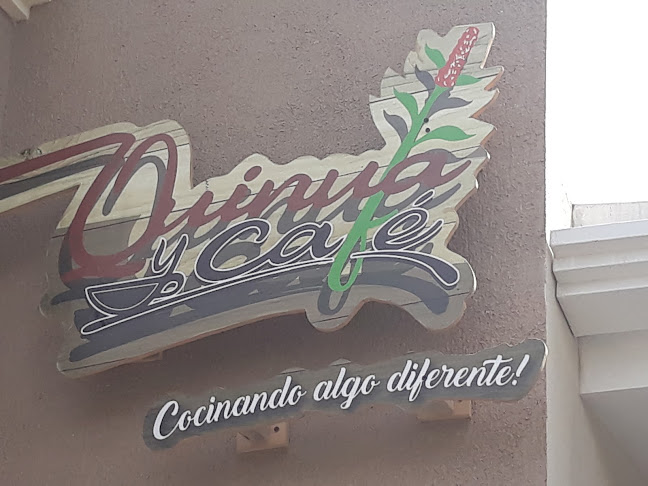 Quinua
y Café
Cocinando algo diferente!